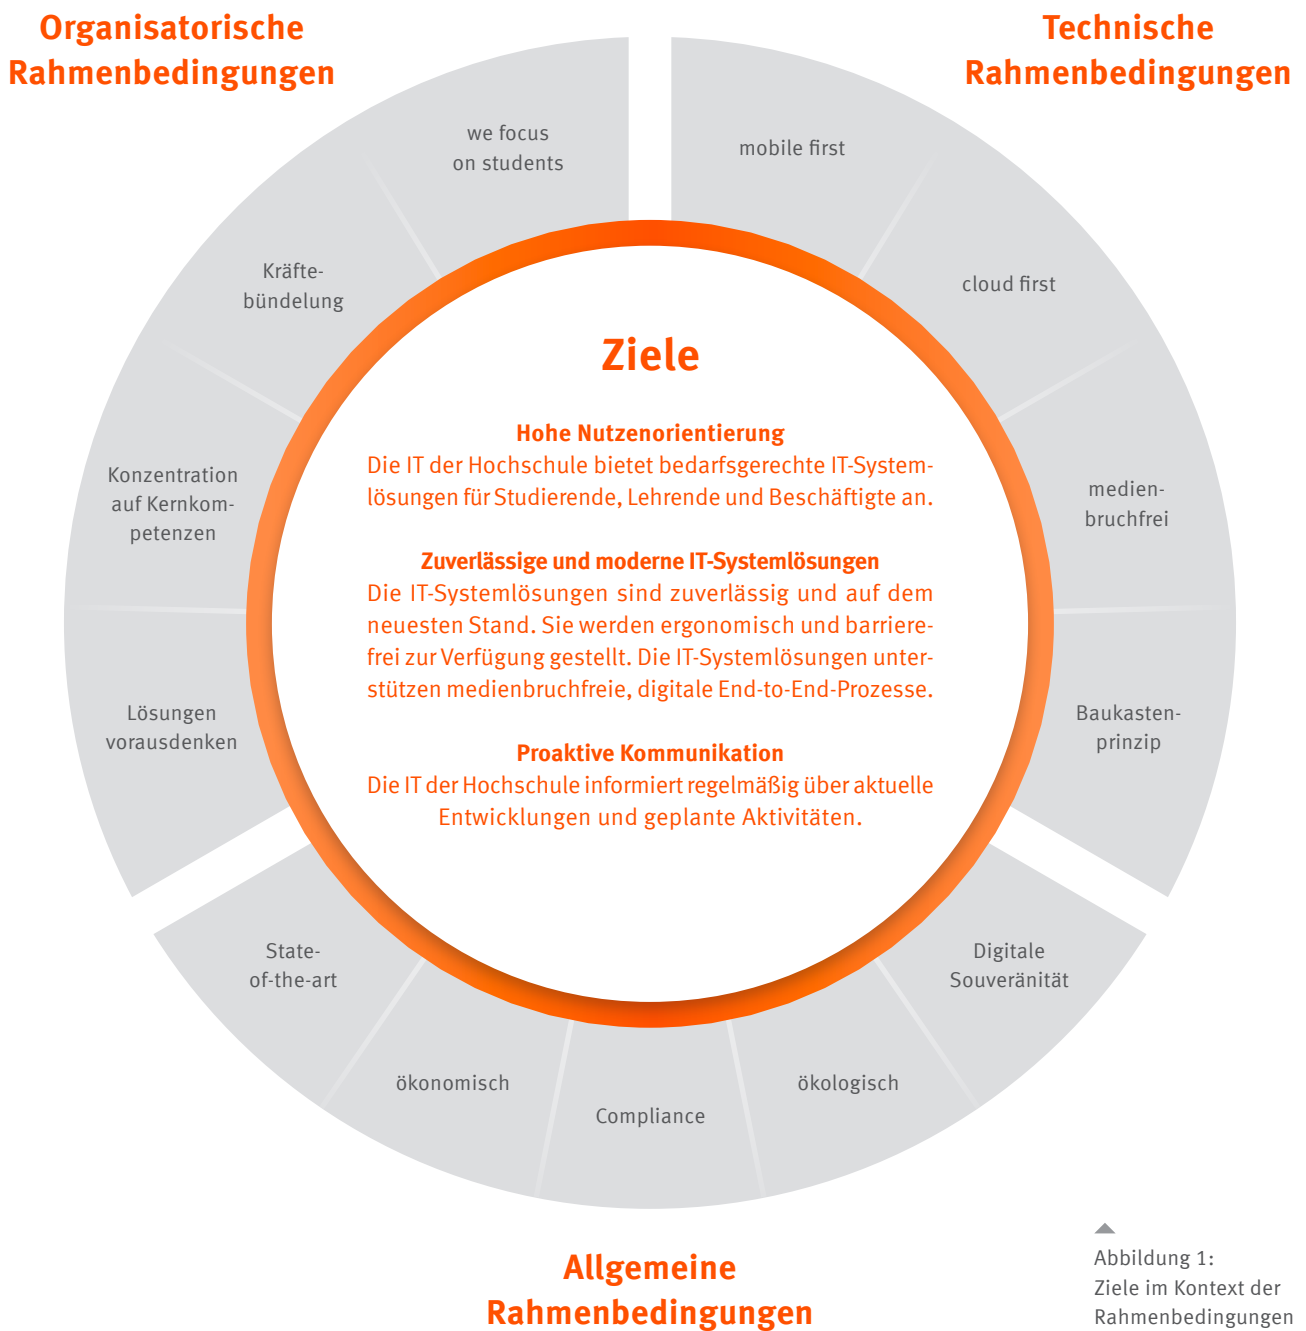 Organisatorische
Rahmenbedingungen
Technische
Rahmenbedingungen
we focus
on students
mobile first
Kräfte-
bündelung
cloud first
Konzentration
auf Kernkom-
petenzen
medien-
bruchfrei
Lösungen
vorausdenken
Baukasten-
prinzip
Ziele
Hohe Nutzenorientierung
Die IT der Hochschule bietet bedarfsgerechte IT-System-
lösungen für Studierende, Lehrende und Beschäftigte an.
Zuverlässige und moderne IT-Systemlösungen
Die IT-Systemlösungen sind zuverlässig und auf dem
neuesten Stand. Sie werden ergonomisch und barriere-
frei zur Verfügung gestellt. Die IT-Systemlösungen unter-
stützen medienbruchfreie, digitale End-to-End-Prozesse.
Proaktive Kommunikation
Die IT der Hochschule informiert regelmäßig über aktuelle
Entwicklungen und geplante Aktivitäten.
State-
of-the-art
Digitale
Souveränität
ökonomisch
ökologisch
Compliance
Allgemeine
Rahmenbedingungen
Abbildung 1:
Ziele im Kontext der
Rahmenbedingungen